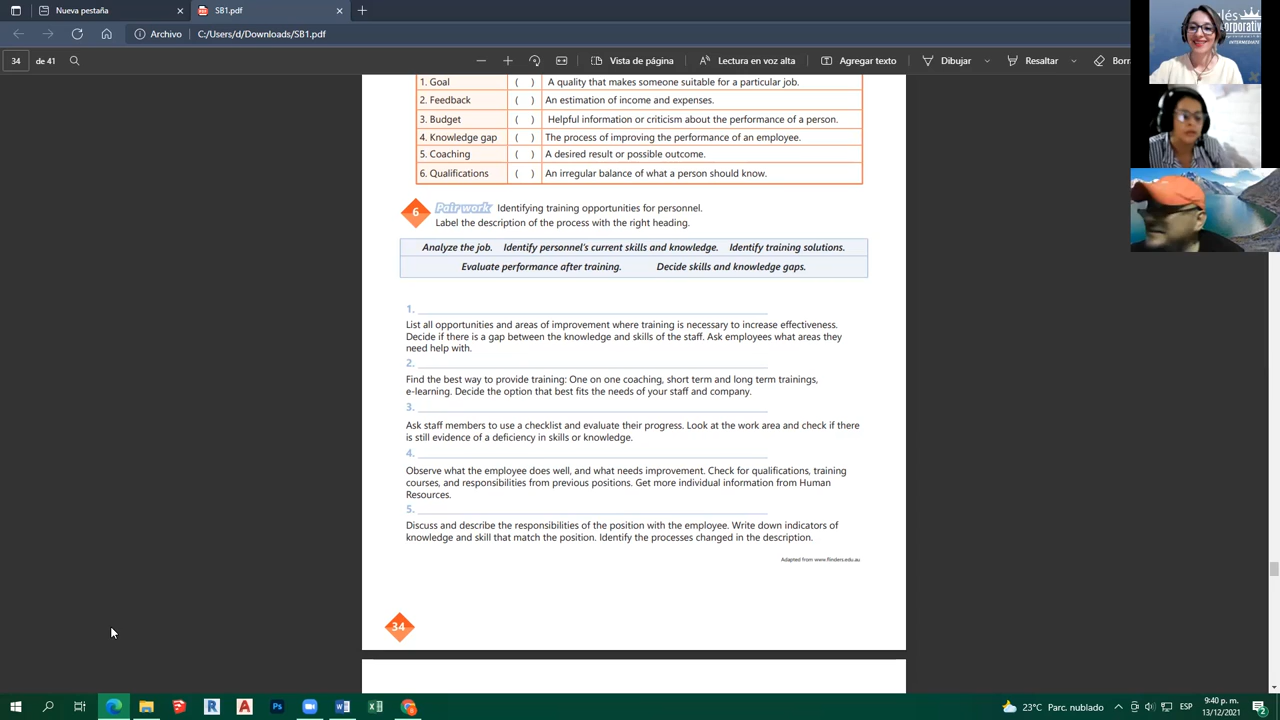 Nueva pestaña
SB1.pdf
Archivo
C:/Users/d/Downloads/SB1.pdf
34
de 41
Vista de página
Lectura en voz alta
Agregar texto
Dibujar
Resaltar
Borr
1. Goal ( ) A quality that makes someone suitable for a particular job.
2. Feedback ( ) An estimation of income and expenses.
3. Budget ( ) Helpful information or criticism about the performance of a person.
4. Knowledge gap ( ) The process of improving the performance of an employee.
5. Coaching ( ) A desired result or possible outcome.
6. Qualifications ( ) An irregular balance of what a person should know.
6 Pair work: Identifying training opportunities for personnel.
Label the description of the process with the right heading.
Analyze the job. Identify personnel's current skills and knowledge. Identify training solutions.
Evaluate performance after training. Decide skills and knowledge gaps.
1.
List all opportunities and areas of improvement where training is necessary to increase effectiveness.
Decide if there is a gap between the knowledge and skills of the staff. Ask employees what areas they
need help with.
2.
Find the best way to provide training: One on one coaching, short term and long term trainings,
e-learning. Decide the option that best fits the needs of your staff and company.
3.
Ask staff members to use a checklist and evaluate their progress. Look at the work area and check if there
is still evidence of a deficiency in skills or knowledge.
4.
Observe what the employee does well, and what needs improvement. Check for qualifications, training
courses, and responsibilities from previous positions. Get more individual information from Human
Resources.
5.
Discuss and describe the responsibilities of the position with the employee. Write down indicators of
knowledge and skill that match the position. Identify the processes changed in the description.
Adapted from www.flinders.edu.au
34
glés
orporativ
INTERMEDIATE
23°C Parc. nublado
ESP
9:40 p. m.
13/12/2021
2